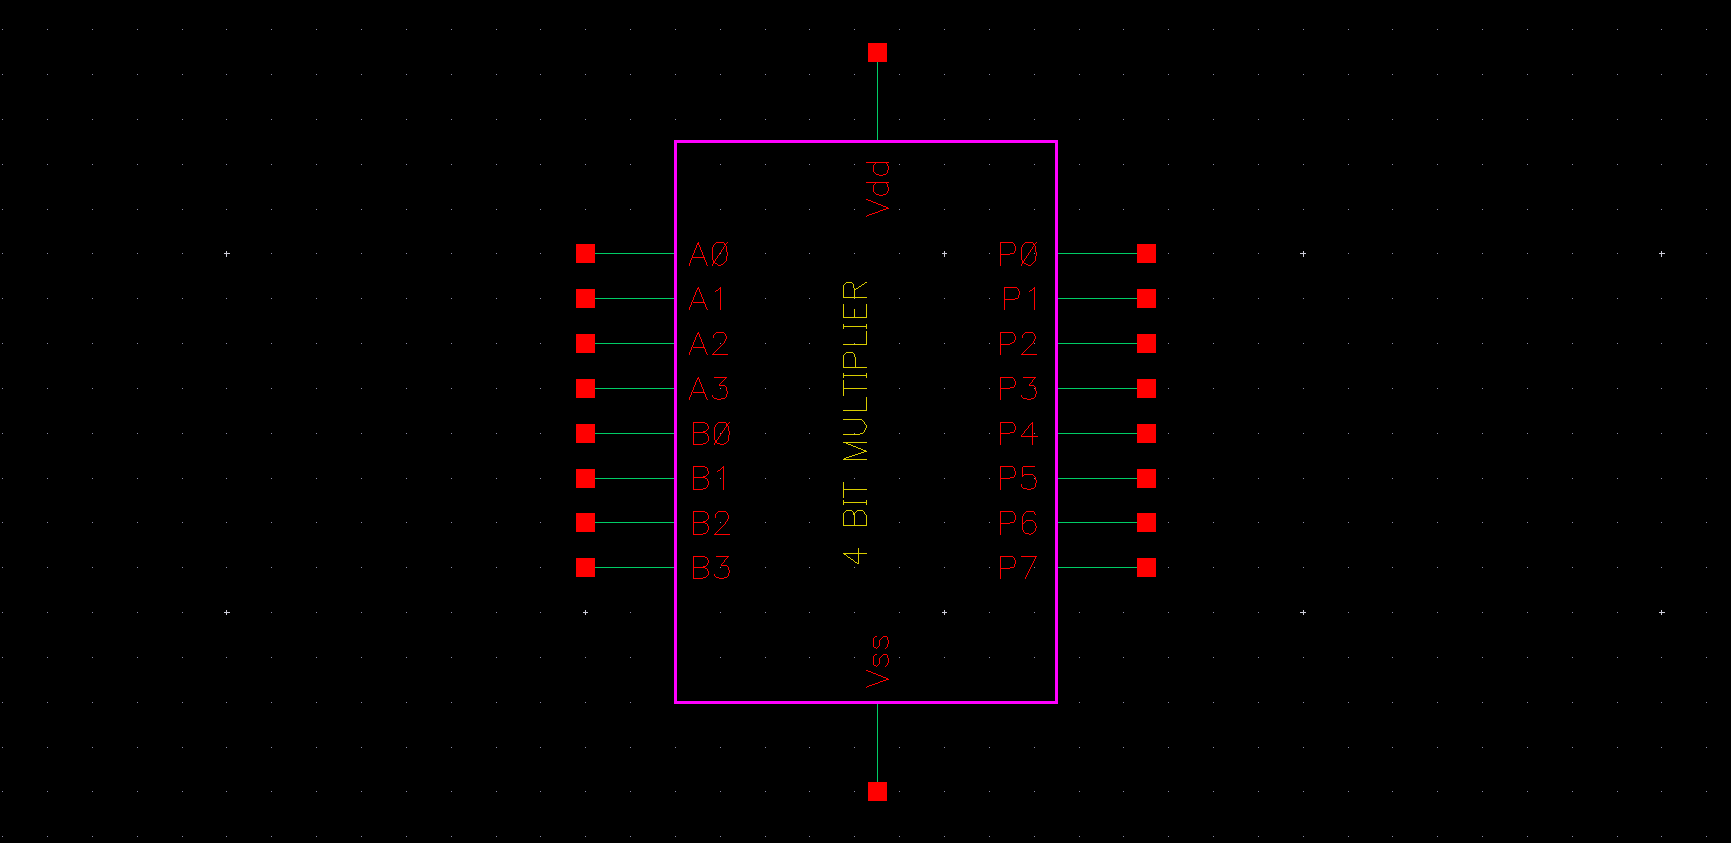 Vdd
A0
P0
A1
P1
A2
P2
A3
P3
B0
P4
B1
P5
B2
P6
B3
P7
4 BIT MULTIPLIER
Vss